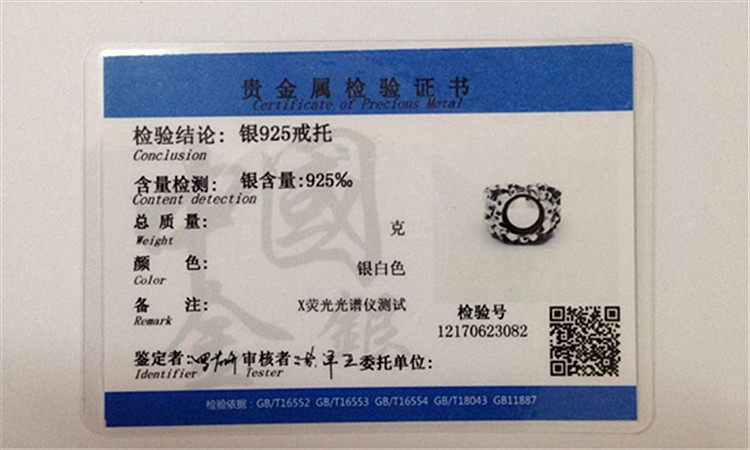 贵金属检验证书
Certificate of Precious Metal
检验结论: 银925戒托
Conclusion
含量检测: 银含量:925‰
Content detection
总 质 量: 克
Weight
颜 色: 银白色
Color
备 注: X荧光光谱仪测试
Remark
检验号
12170623082
鉴定者: 审核者: 委托单位:
Identifier Tester
检验依据: GB/T16552 GB/T16553 GB/T16554 GB/T18043 GB11887
中國
金銀